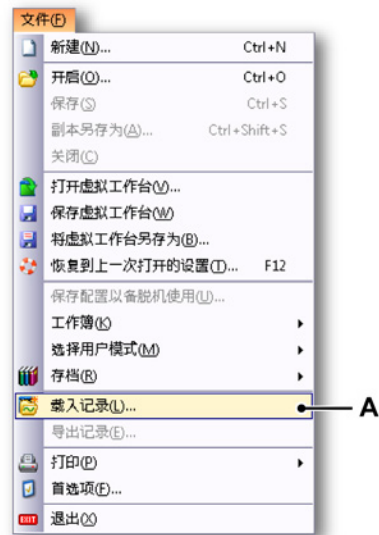 文件(F)
新建(N)... Ctrl+N
开启(O)... Ctrl+O
保存(S) Ctrl+S
副本另存为(A)... Ctrl+Shift+S
关闭(C)
打开虚拟工作台(V)...
保存虚拟工作台(W)
将虚拟工作台另存为(B)...
恢复到上一次打开的设置(T)... F12
保存配置以备脱机使用(U)...
工作簿(K)
选择用户模式(M)
存档(R)
载入记录(L)... A
导出记录(E)...
打印(P)
首选项(F)...
EXIT 退出(X)